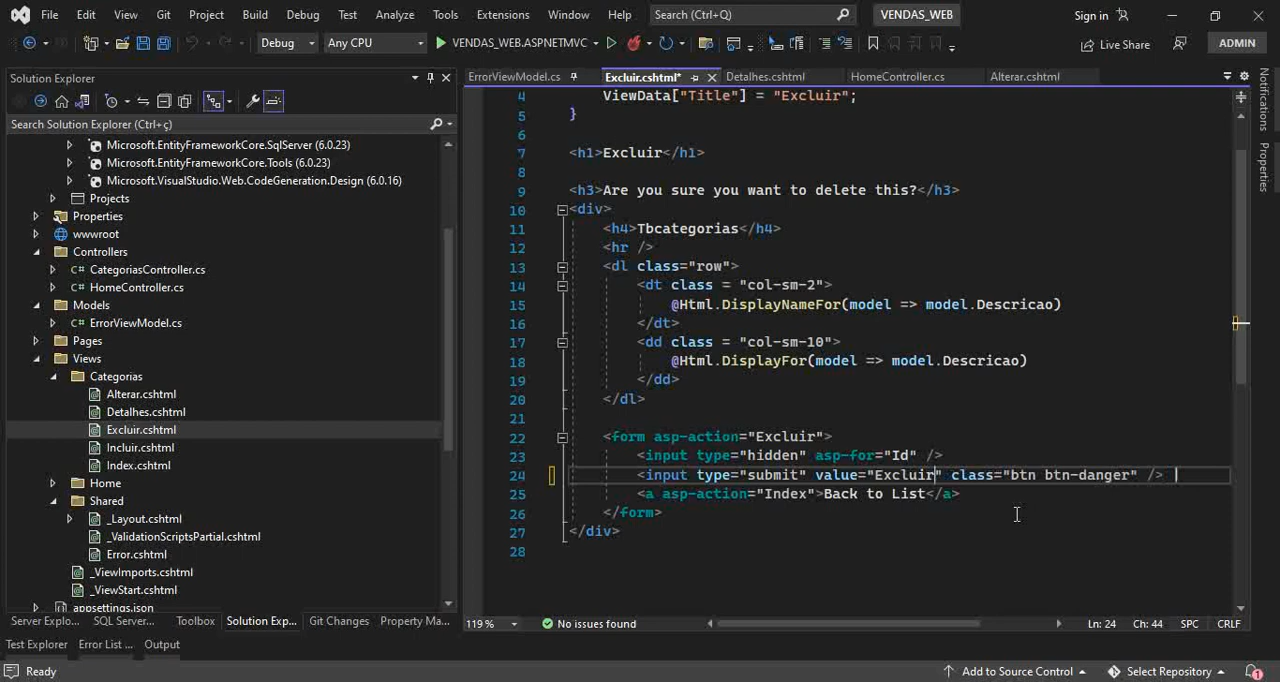 File Edit View Git Project Build Debug Test Analyze Tools Extensions Window Help Search (Ctrl+Q) VENDAS_WEB Sign in
Debug Any CPU VENDAS_WEB.ASPNETMVC Live Share ADMIN
Solution Explorer
Search Solution Explorer (Ctrl+ç)
Microsoft.EntityFrameworkCore.SqlServer (6.0.23)
Microsoft.EntityFrameworkCore.Tools (6.0.23)
Microsoft.VisualStudio.Web.CodeGeneration.Design (6.0.16)
Projects
Properties
wwwroot
Controllers
C# CategoriasController.cs
C# HomeController.cs
Models
C# ErrorViewModel.cs
Pages
Views
Categorias
Alterar.cshtml
Detalhes.cshtml
Excluir.cshtml
Incluir.cshtml
Index.cshtml
Home
Shared
_Layout.cshtml
_ValidationScriptsPartial.cshtml
Error.cshtml
_ViewImports.cshtml
_ViewStart.cshtml
appsettings.json
Server Explo... SQL Server... Toolbox Solution Exp... Git Changes Property Ma...
ErrorViewModel.cs Excluir.cshtml* Detalhes.cshtml HomeController.cs Alterar.cshtml
4 ViewData["Title"] = "Excluir";
5 }
6
7 <h1>Excluir</h1>
8
9 <h3>Are you sure you want to delete this?</h3>
10 <div>
11 <h4>Tbcategorias</h4>
12 <hr />
13 <dl class="row">
14 <dt class = "col-sm-2">
15 @Html.DisplayNameFor(model => model.Descricao)
16 </dt>
17 <dd class = "col-sm-10">
18 @Html.DisplayFor(model => model.Descricao)
19 </dd>
20 </dl>
21
22 <form asp-action="Excluir">
23 <input type="hidden" asp-for="Id" />
24 <input type="submit" value="Excluir" class="btn btn-danger" /> |
25 <a asp-action="Index">Back to List</a>
26 </form>
27 </div>
28
119 % No issues found Ln: 24 Ch: 44 SPC CRLF
Notifications
Properties
Test Explorer Error List ... Output
Ready Add to Source Control Select Repository 1